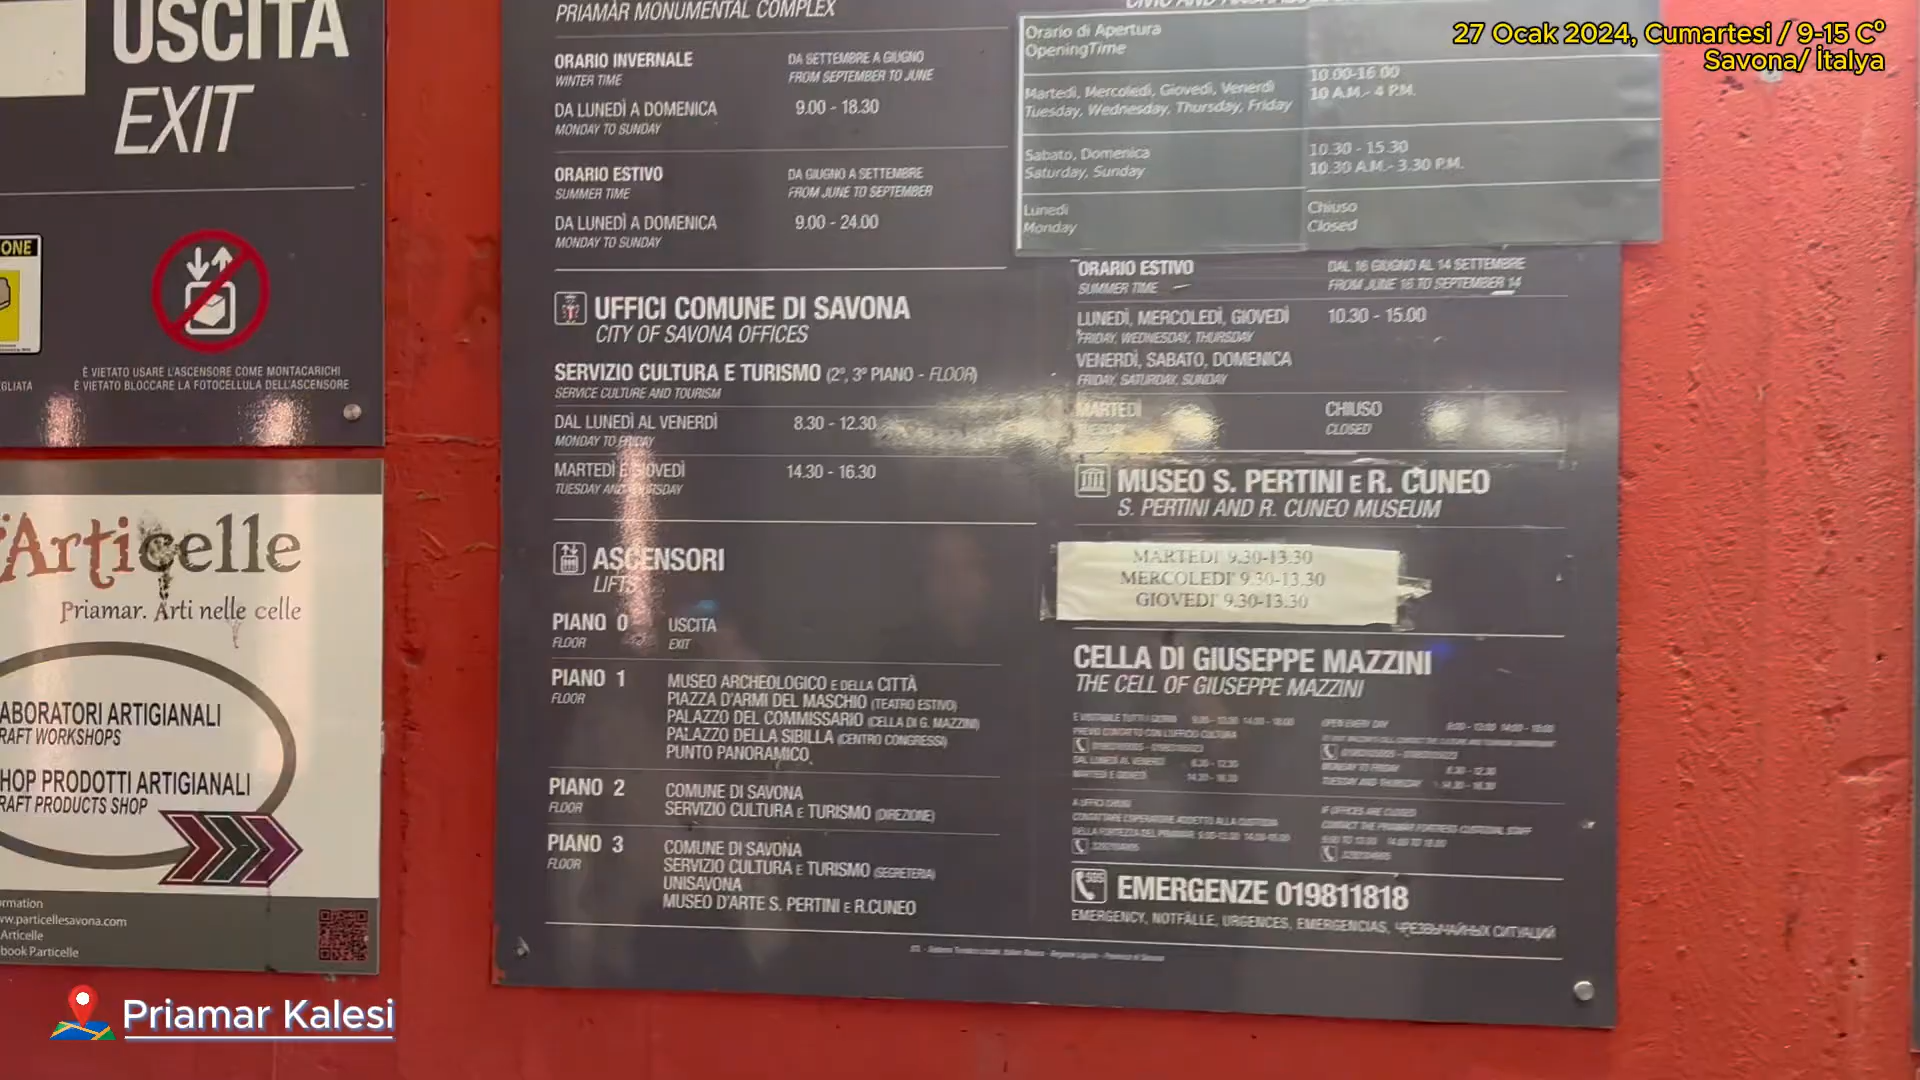 27 Ocak 2024, Cumartesi / 9-15 C⁰
Savona/ İtalya
USCITA
EXIT
È VIETATO USARE L'ASCENSORE COME MONTACARICHI
È VIETATO BLOCCARE LA FOTOCELLULA DELL'ASCENSORE
Articelle
Priamar. Arti nelle celle
ABORATORI ARTIGIANALI
RAFT WORKSHOPS
HOP PRODOTTI ARTIGIANALI
RAFT PRODUCTS SHOP
ormation
ww.particellesavona.com
Articelle
book P.articelle
PRIAMÀR MONUMENTAL COMPLEX
ORARIO INVERNALE DA SETTEMBRE A GIUGNO
WINTER TIME FROM SEPTEMBER TO JUNE
DA LUNEDÌ A DOMENICA 9.00 - 18.30
MONDAY TO SUNDAY
ORARIO ESTIVO DA GIUGNO A SETTEMBRE
SUMMER TIME FROM JUNE TO SEPTEMBER
DA LUNEDÌ A DOMENICA 9.00 - 24.00
MONDAY TO SUNDAY
UFFICI COMUNE DI SAVONA
CITY OF SAVONA OFFICES
SERVIZIO CULTURA E TURISMO (2°, 3° PIANO - FLOOR)
SERVICE CULTURE AND TOURISM
DAL LUNEDÌ AL VENERDÌ 8.30 - 12.30
MONDAY TO FRIDAY
MARTEDÌ E GIOVEDÌ 14.30 - 16.30
TUESDAY AND THURSDAY
ASCENSORI
LIFTS
PIANO 0 USCITA
FLOOR EXIT
PIANO 1 MUSEO ARCHEOLOGICO E DELLA CITTÀ
FLOOR PIAZZA D'ARMI DEL MASCHIO (TEATRO ESTIVO)
PALAZZO DEL COMMISSARIO (CELLA DI G. MAZZINI)
PALAZZO DELLA SIBILLA (CENTRO CONGRESSI)
PUNTO PANORAMICO
PIANO 2 COMUNE DI SAVONA
FLOOR SERVIZIO CULTURA E TURISMO (DIREZIONE)
PIANO 3 COMUNE DI SAVONA
FLOOR SERVIZIO CULTURA E TURISMO (SEGRETERIA)
UNISAVONA
MUSEO D'ARTE S. PERTINI E R.CUNEO
Orario di Apertura
OpeningTime
Martedì, Mercoledì, Giovedì, Venerdì 10.00-16.00
Tuesday, Wednesday, Thursday, Friday 10 A.M.- 4 P.M.
Sabato, Domenica 10.30 - 15.30
Saturday, Sunday 10.30 A.M.- 3.30 P.M.
Lunedì Chiuso
Monday Closed
ORARIO ESTIVO DAL 16 GIUGNO AL 14 SETTEMBRE
SUMMER TIME FROM JUNE 16 TO SEPTEMBER 14
LUNEDÌ, MERCOLEDÌ, GIOVEDÌ 10.30 - 15.00
FRIDAY, WEDNESDAY, THURSDAY
VENERDÌ, SABATO, DOMENICA
FRIDAY, SATURDAY, SUNDAY
MARTEDÌ CHIUSO
TUESDAY CLOSED
MUSEO S. PERTINI E R. CUNEO
S. PERTINI AND R. CUNEO MUSEUM
MARTEDI' 9.30-13.30
MERCOLEDI' 9.30-13.30
GIOVEDI' 9.30-13.30
CELLA DI GIUSEPPE MAZZINI
THE CELL OF GIUSEPPE MAZZINI
EMERGENZE 019811818
EMERGENCY, NOTFÄLLE, URGENCES, EMERGENCIAS, ЧРЕЗВЫЧАЙНЫХ СИТУАЦИЙ
Priamar Kalesi